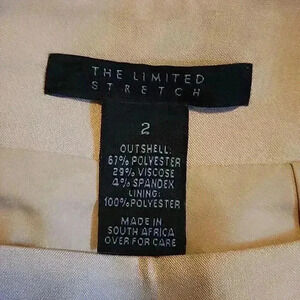 THE LIMITED
STRETCH
2
OUTSHELL:
67% POLYESTER
29% VISCOSE
4% SPANDEX
LINING:
100% POLYESTER
MADE IN
SOUTH AFRICA
OVER FOR CARE